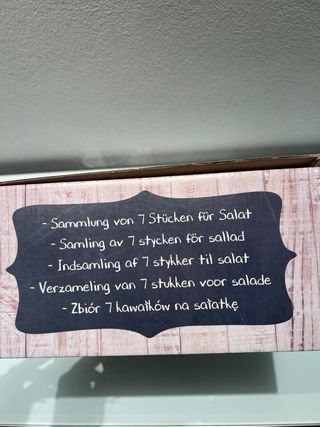 - Sammlung von 7 Stücken für Salat
- Samling av 7 stycken för sallad
- Indsamling af 7 stykker til salat
- Verzameling van 7 stukken voor salade
- Zbiór 7 kawałków na sałatkę